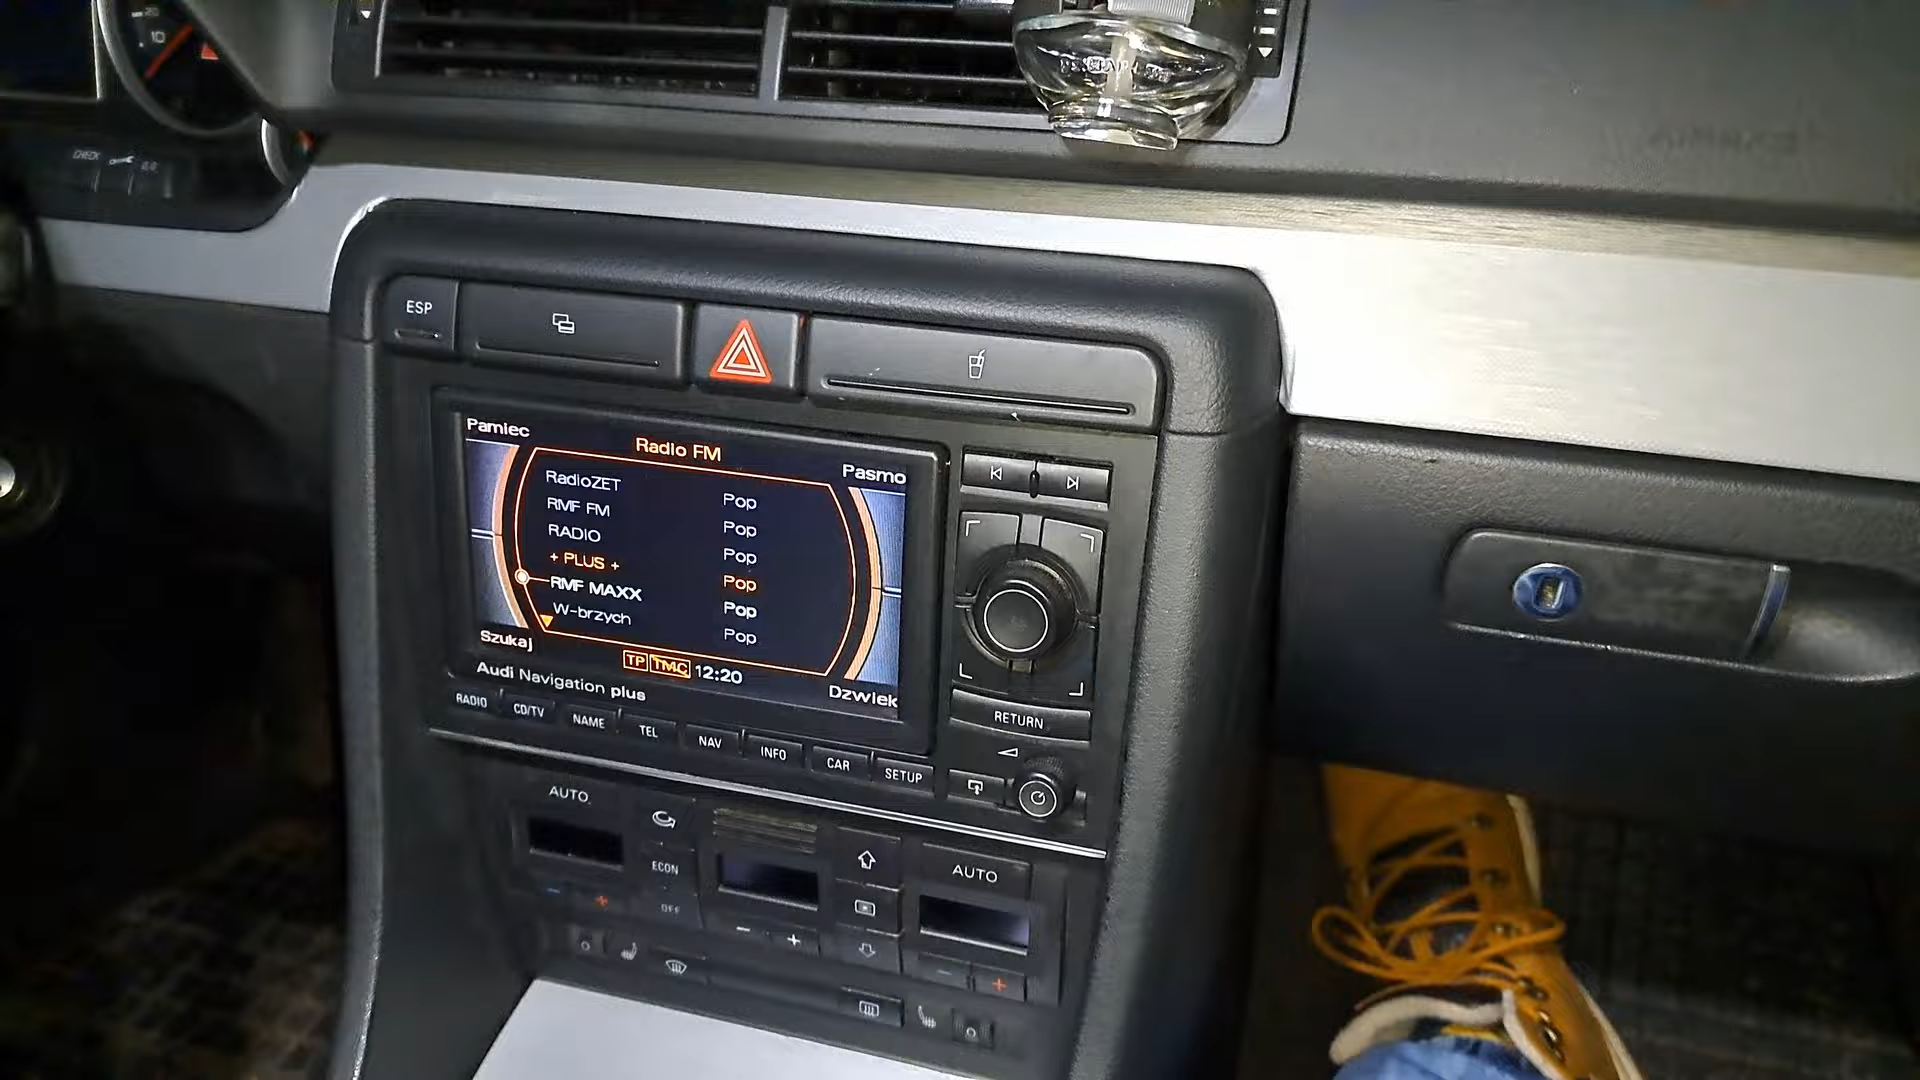 10
CHECK
ESP
Pamiec
Radio FM
Pasmo
RadioZET Pop
RMF FM Pop
RADIO Pop
+ PLUS + Pop
RMF MAXX Pop
W-brzych Pop
Szukaj
TP TMC 12:20
Dzwiek
Audi Navigation plus
RADIO CD/TV NAME TEL NAV INFO CAR SETUP
RETURN
AUTO
ECON
OFF
AUTO